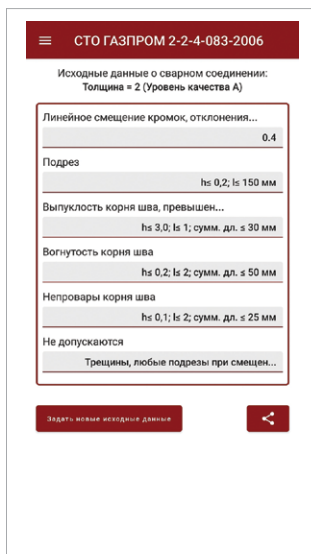 СТО ГАЗПРОМ 2-2-4-083-2006
Исходные данные о сварном соединении:
Толщина = 2 (Уровень качества А)
Линейное смещение кромок, отклонения...
0.4
Подрез
h≤ 0,2; l≤ 150 мм
Выпуклость корня шва, превышен...
h≤ 3,0; l≤ 1; сумм. дл. ≤ 30 мм
Вогнутость корня шва
h≤ 0,2; l≤ 2; сумм. дл. ≤ 50 мм
Непровары корня шва
h≤ 0,1; l≤ 2; сумм. дл. ≤ 25 мм
Не допускаются
Трещины, любые подрезы при смещен...
Задать новые исходные данные